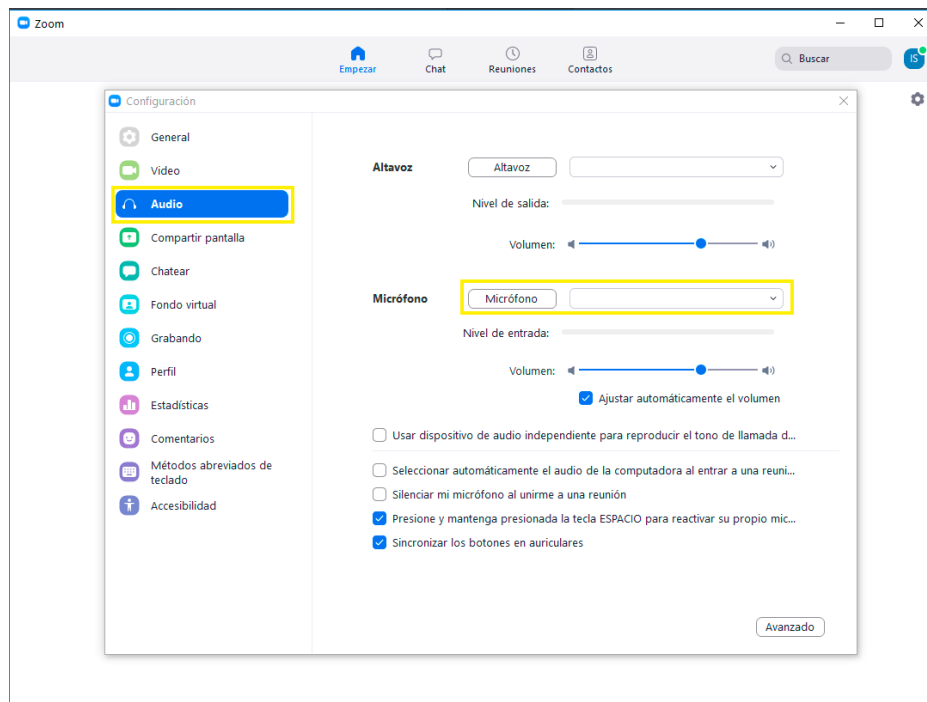 Zoom
Empezar Chat Reuniones Contactos Buscar IS
Configuración
General
Video
Audio
Compartir pantalla
Chatear
Fondo virtual
Grabando
Perfil
Estadísticas
Comentarios
Métodos abreviados de
teclado
Accesibilidad
Altavoz Altavoz
Nivel de salida:
Volumen:
Micrófono Micrófono
Nivel de entrada:
Volumen:
Ajustar automáticamente el volumen
Usar dispositivo de audio independiente para reproducir el tono de llamada d...
Seleccionar automáticamente el audio de la computadora al entrar a una reuni...
Silenciar mi micrófono al unirme a una reunión
Presione y mantenga presionada la tecla ESPACIO para reactivar su propio mic...
Sincronizar los botones en auriculares
Avanzado